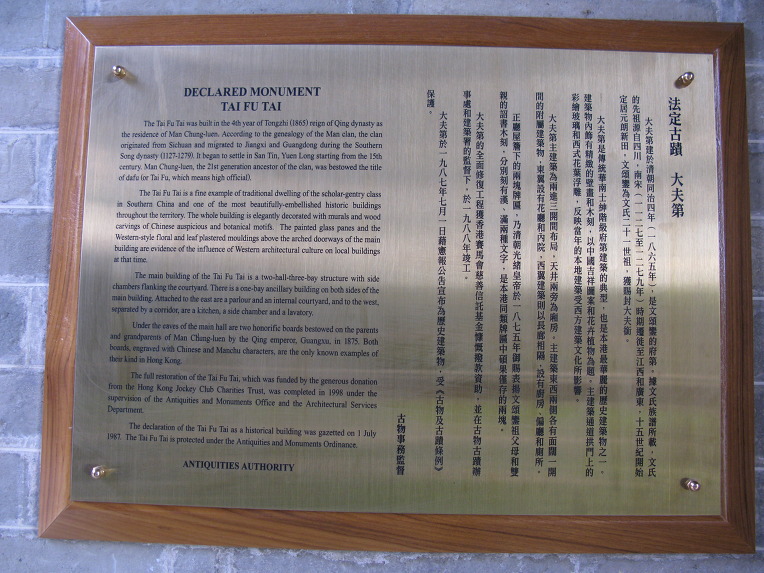 DECLARED MONUMENT
TAI FU TAI
The Tai Fu Tai was built in the 4th year of Tongzhi (1865) reign of Qing dynasty as
the residence of Man Chung-luen. According to the genealogy of the Man clan, the clan
originated from Sichuan and migrated to Jiangxi and Guangdong during the Southern
Song dynasty (1127-1279). It began to settle in San Tin, Yuen Long starting from the 15th
century. Man Chung-luen, the 21st generation ancestor of the clan, was bestowed the title
of dafu (or Tai Fu, which means high official).
The Tai Fu Tai is a fine example of traditional dwelling of the scholar-gentry class
in Southern China and one of the most beautifully-embellished historic buildings
throughout the territory. The whole building is elegantly decorated with murals and wood
carvings of Chinese auspicious and botanical motifs. The painted glass panes and the
Western-style floral and leaf plastered mouldings above the arched doorways of the main
building are evidence of the influence of Western architectural culture on local buildings
at that time.
The main building of the Tai Fu Tai is a two-hall-three-bay structure with side
chambers flanking the courtyard. There is a one-bay ancillary building on both sides of the
main building. Attached to the east are a parlour and an internal courtyard, and to the west,
separated by a corridor, are a kitchen, a side chamber and a lavatory.
Under the eaves of the main hall are two honorific boards bestowed on the parents
and grandparents of Man Chung-luen by the Qing emperor, Guangxu, in 1875. Both
boards, engraved with Chinese and Manchu characters, are the only known examples of
their kind in Hong Kong.
The full restoration of the Tai Fu Tai, which was funded by the generous donation
from the Hong Kong Jockey Club Charities Trust, was completed in 1998 under the
supervision of the Antiquities and Monuments Office and the Architectural Services
Department.
The declaration of the Tai Fu Tai as a historical building was gazetted on 1 July
1987. The Tai Fu Tai is protected under the Antiquities and Monuments Ordinance.
ANTIQUITIES AUTHORITY
法定古蹟 大夫第
大夫第建於清朝同治四年(一八六五年),是文頌鑾的府第。據文氏族譜所載,文氏
的先祖源自四川,南宋(一一二七至一二七九年)時期遷徙至江西和廣東,十五世紀開始
定居元朗新田,文頌鑾為文氏二十一世祖,獲賜封大夫銜。
大夫第是傳統華南士紳階級府第建築的典型,也是本港最華麗的歷史建築物之一。
建築物內飾有精緻的壁畫和木刻,以中國吉祥圖案和花卉植物為題。主建築通道拱門上的
彩繪玻璃和西式花葉浮雕,反映當年的本地建築受西方建築文化所影響。
大夫第主建築為兩進三開間布局,天井兩旁為廂房。主建築東西兩側各有面闊一開
間的附屬建築物,東翼設有花廳和內院,西翼建築則以長廊相隔,設有廚房、偏廳和廁所。
正廳屋簷下的兩塊牌匾,乃清朝光緒皇帝於一八七五年御賜表揚文頌鑾祖父母和雙
親的詔書木刻,分別刻有漢、滿兩種文字,是本港同類牌匾中碩果僅存的兩塊。
大夫第的全面修復工程獲香港賽馬會慈善信託基金慷慨撥款資助,並在古物古蹟辦
事處和建築署的監督下,於一九八八年竣工。
大夫第於一九八七年七月一日藉憲報公告宣布為歷史建築物,受《古物及古蹟條例》
保護。
古物事務監督